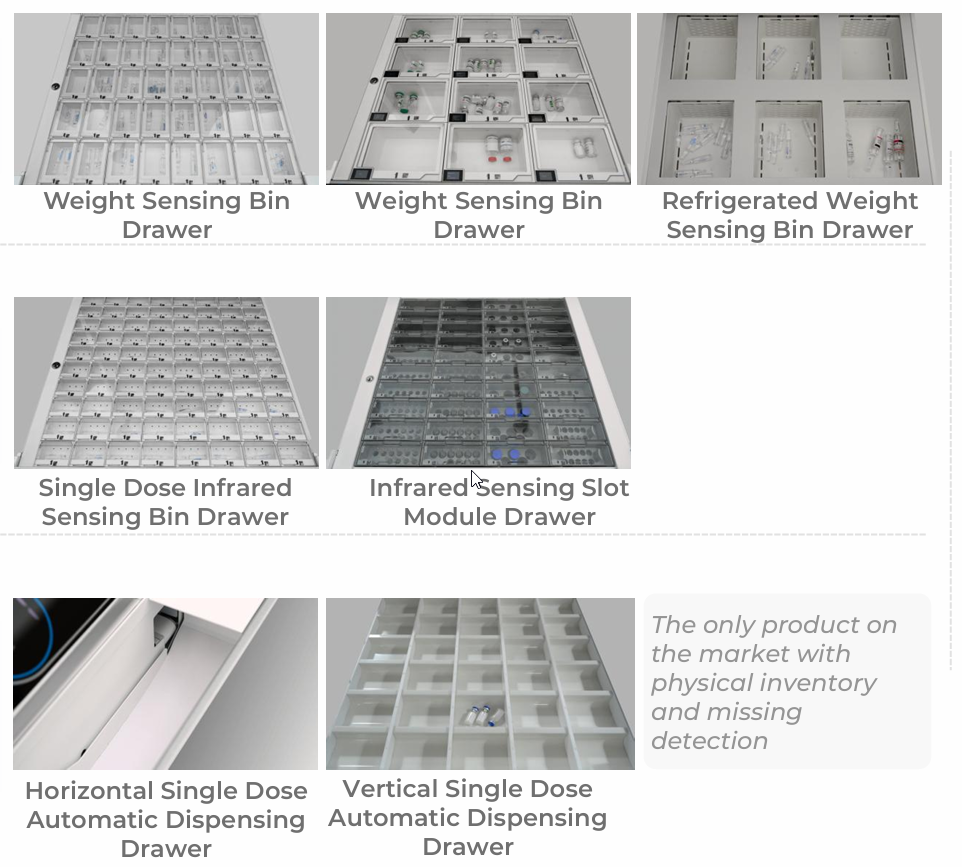 Weight Sensing Bin
Drawer
Weight Sensing Bin
Drawer
Refrigerated Weight
Sensing Bin Drawer
Single Dose Infrared
Sensing Bin Drawer
Infrared Sensing Slot
Module Drawer
The only product on
the market with
physical inventory
and missing
detection
Horizontal Single Dose
Automatic Dispensing
Drawer
Vertical Single Dose
Automatic Dispensing
Drawer